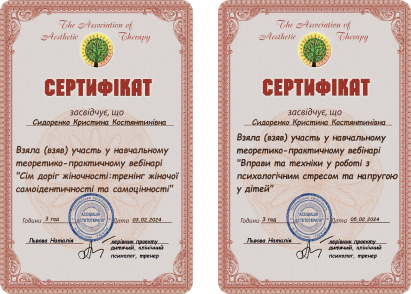 The Association of
Aesthetic Therapy
СЕРТИФІКАТ
засвідчує, що
Сидоренко Кристина Костянтинівна
Взяла (взяв) участь у навчальному
теоретико-практичному вебінарі
"Сім доріг жіночності:тренінг жіночої
самоідентичності та самоцінності"
Години 3 год Дата 03.02.2024
АСОЦІАЦІЯ
Львова Наталія керівник проекту
дитячий, клінічний
психолог, тренер
The Association of
Aesthetic Therapy
СЕРТИФІКАТ
засвідчує, що
Сидоренко Кристина Костянтинівна
Взяла (взяв) участь у навчальному
теоретико-практичному вебінарі
"Вправи та техніки у роботі з
психологічним стресом та напругою
у дітей"
Години 3 год Дата 05.02.2024
АСОЦІАЦІЯ
Львова Наталія керівник проекту
дитячий, клінічний
психолог, тренер